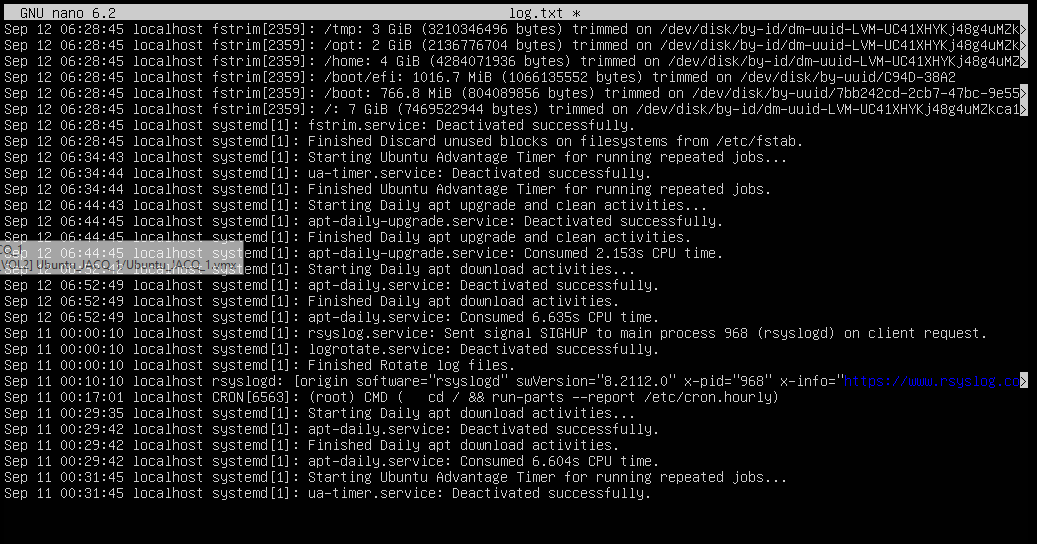 GNU nano 6.2 log.txt *
Sep 12 06:28:45 localhost fstrim[2359]: /tmp: 3 GiB (3210346496 bytes) trimmed on /dev/disk/by-id/dm-uuid-LVM-UC41XHYKj48g4uMZk>
Sep 12 06:28:45 localhost fstrim[2359]: /opt: 2 GiB (2136776704 bytes) trimmed on /dev/disk/by-id/dm-uuid-LVM-UC41XHYKj48g4uMZk>
Sep 12 06:28:45 localhost fstrim[2359]: /home: 4 GiB (4284071936 bytes) trimmed on /dev/disk/by-id/dm-uuid-LVM-UC41XHYKj48g4uMZ>
Sep 12 06:28:45 localhost fstrim[2359]: /boot/efi: 1016.7 MiB (1066135552 bytes) trimmed on /dev/disk/by-uuid/C94D-38A2
Sep 12 06:28:45 localhost fstrim[2359]: /boot: 766.8 MiB (804089856 bytes) trimmed on /dev/disk/by-uuid/7bb242cd-2cb7-47bc-9e55>
Sep 12 06:28:45 localhost fstrim[2359]: /: 7 GiB (7469522944 bytes) trimmed on /dev/disk/by-id/dm-uuid-LVM-UC41XHYKj48g4uMZkca1>
Sep 12 06:28:45 localhost systemd[1]: fstrim.service: Deactivated successfully.
Sep 12 06:28:45 localhost systemd[1]: Finished Discard unused blocks on filesystems from /etc/fstab.
Sep 12 06:34:43 localhost systemd[1]: Starting Ubuntu Advantage Timer for running repeated jobs...
Sep 12 06:34:44 localhost systemd[1]: ua-timer.service: Deactivated successfully.
Sep 12 06:34:44 localhost systemd[1]: Finished Ubuntu Advantage Timer for running repeated jobs.
Sep 12 06:44:43 localhost systemd[1]: Starting Daily apt upgrade and clean activities...
Sep 12 06:44:45 localhost systemd[1]: apt-daily-upgrade.service: Deactivated successfully.
Sep 12 06:44:45 localhost systemd[1]: Finished Daily apt upgrade and clean activities.
CQ_1
Sep 12 06:44:45 localhost systemd[1]: apt-daily-upgrade.service: Consumed 2.153s CPU time.
VOL2] Ubuntu_JACQ_1/Ubuntu_JACQ_1.vmx
localhost systemd[1]: Starting Daily apt download activities...
Sep 12 06:52:49 localhost systemd[1]: apt-daily.service: Deactivated successfully.
Sep 12 06:52:49 localhost systemd[1]: Finished Daily apt download activities.
Sep 12 06:52:49 localhost systemd[1]: apt-daily.service: Consumed 6.635s CPU time.
Sep 11 00:00:10 localhost systemd[1]: rsyslog.service: Sent signal SIGHUP to main process 968 (rsyslogd) on client request.
Sep 11 00:00:10 localhost systemd[1]: logrotate.service: Deactivated successfully.
Sep 11 00:00:10 localhost systemd[1]: Finished Rotate log files.
Sep 11 00:10:10 localhost rsyslogd: [origin software="rsyslogd" swVersion="8.2112.0" x-pid="968" x-info="https://www.rsyslog.co>
Sep 11 00:17:01 localhost CRON[6563]: (root) CMD (   cd / && run-parts --report /etc/cron.hourly)
Sep 11 00:29:35 localhost systemd[1]: Starting Daily apt download activities...
Sep 11 00:29:42 localhost systemd[1]: apt-daily.service: Deactivated successfully.
Sep 11 00:29:42 localhost systemd[1]: Finished Daily apt download activities.
Sep 11 00:29:42 localhost systemd[1]: apt-daily.service: Consumed 6.604s CPU time.
Sep 11 00:31:45 localhost systemd[1]: Starting Ubuntu Advantage Timer for running repeated jobs...
Sep 11 00:31:45 localhost systemd[1]: ua-timer.service: Deactivated successfully.